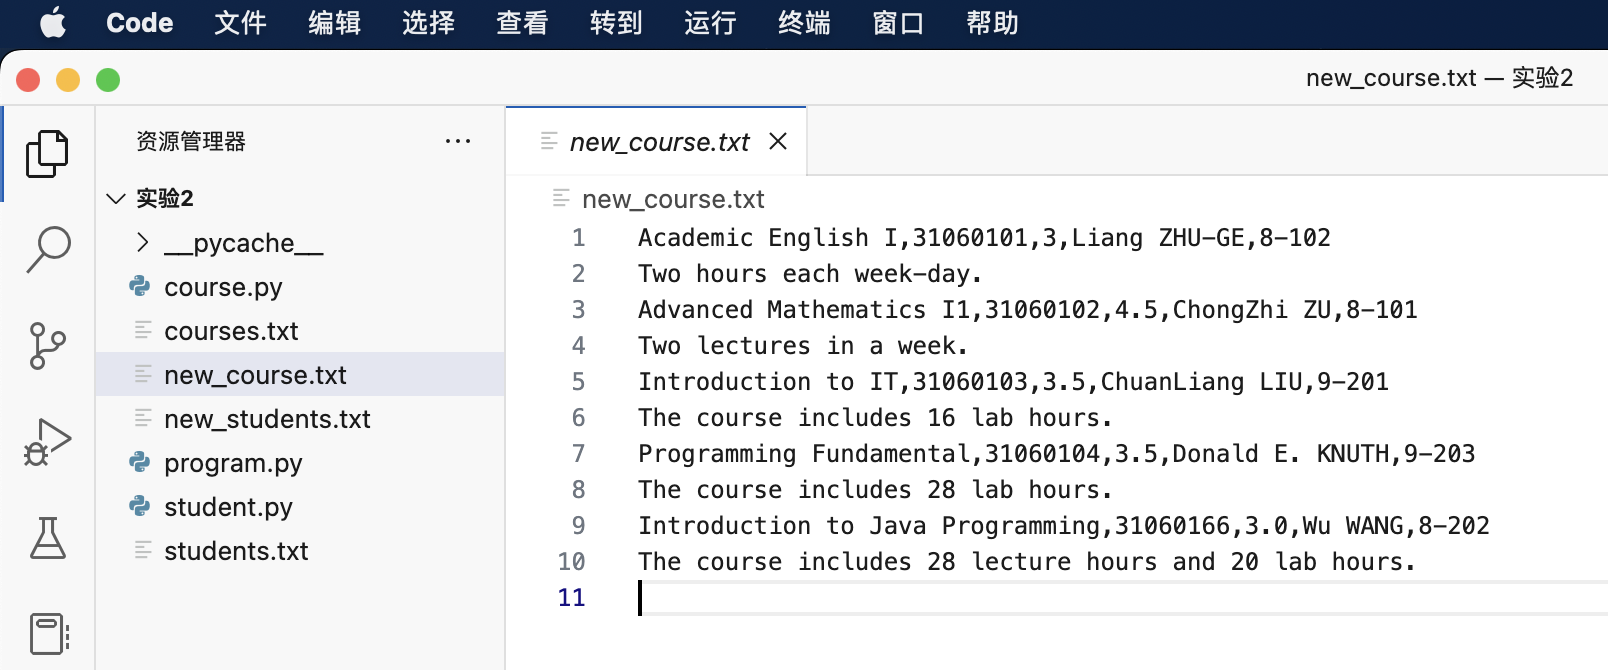 Code 文件 编辑 选择 查看 转到 运行 终端 窗口 帮助
new_course.txt — 实验2
资源管理器 ···
实验2
__pycache__
course.py
courses.txt
new_course.txt
new_students.txt
program.py
student.py
students.txt
new_course.txt
new_course.txt
1 Academic English I,31060101,3,Liang ZHU-GE,8-102
2 Two hours each week-day.
3 Advanced Mathematics I1,31060102,4.5,ChongZhi ZU,8-101
4 Two lectures in a week.
5 Introduction to IT,31060103,3.5,ChuanLiang LIU,9-201
6 The course includes 16 lab hours.
7 Programming Fundamental,31060104,3.5,Donald E. KNUTH,9-203
8 The course includes 28 lab hours.
9 Introduction to Java Programming,31060166,3.0,Wu WANG,8-202
10 The course includes 28 lecture hours and 20 lab hours.
11